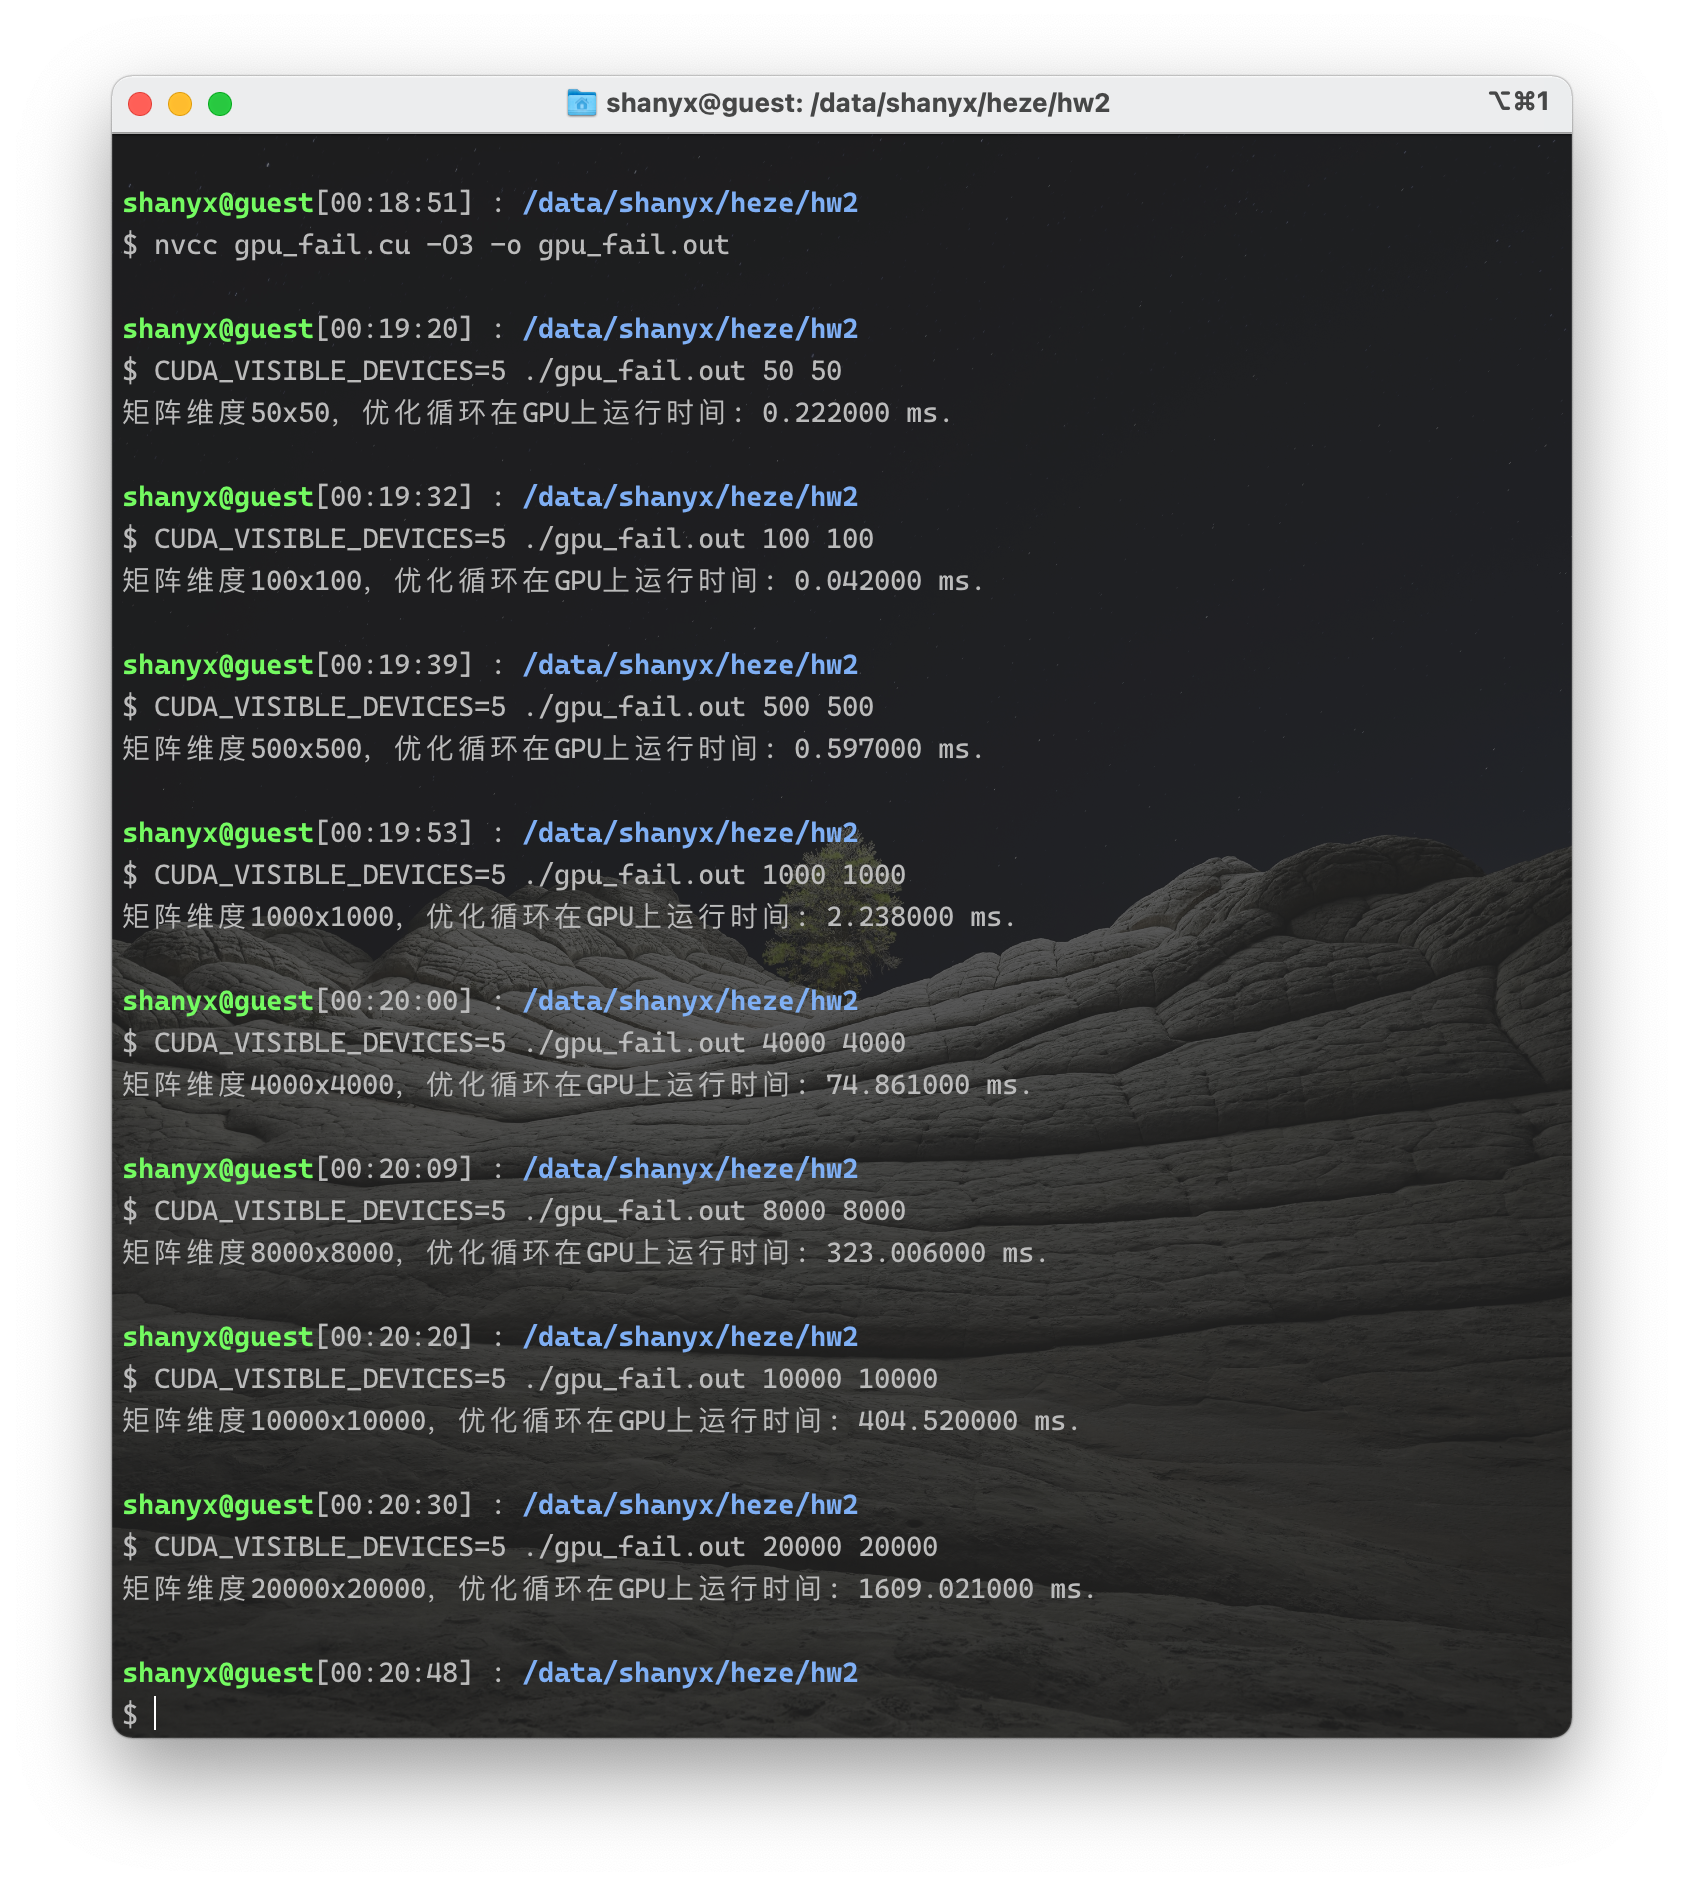 shanyx@guest: /data/shanyx/heze/hw2
⌥⌘1
shanyx@guest[00:18:51] : /data/shanyx/heze/hw2
$ nvcc gpu_fail.cu -O3 -o gpu_fail.out
shanyx@guest[00:19:20] : /data/shanyx/heze/hw2
$ CUDA_VISIBLE_DEVICES=5 ./gpu_fail.out 50 50
矩阵维度50x50, 优化循环在GPU上运行时间: 0.222000 ms.
shanyx@guest[00:19:32] : /data/shanyx/heze/hw2
$ CUDA_VISIBLE_DEVICES=5 ./gpu_fail.out 100 100
矩阵维度100x100, 优化循环在GPU上运行时间: 0.042000 ms.
shanyx@guest[00:19:39] : /data/shanyx/heze/hw2
$ CUDA_VISIBLE_DEVICES=5 ./gpu_fail.out 500 500
矩阵维度500x500, 优化循环在GPU上运行时间: 0.597000 ms.
shanyx@guest[00:19:53] : /data/shanyx/heze/hw2
$ CUDA_VISIBLE_DEVICES=5 ./gpu_fail.out 1000 1000
矩阵维度1000x1000, 优化循环在GPU上运行时间: 2.238000 ms.
shanyx@guest[00:20:00] : /data/shanyx/heze/hw2
$ CUDA_VISIBLE_DEVICES=5 ./gpu_fail.out 4000 4000
矩阵维度4000x4000, 优化循环在GPU上运行时间: 74.861000 ms.
shanyx@guest[00:20:09] : /data/shanyx/heze/hw2
$ CUDA_VISIBLE_DEVICES=5 ./gpu_fail.out 8000 8000
矩阵维度8000x8000, 优化循环在GPU上运行时间: 323.006000 ms.
shanyx@guest[00:20:20] : /data/shanyx/heze/hw2
$ CUDA_VISIBLE_DEVICES=5 ./gpu_fail.out 10000 10000
矩阵维度10000x10000, 优化循环在GPU上运行时间: 404.520000 ms.
shanyx@guest[00:20:30] : /data/shanyx/heze/hw2
$ CUDA_VISIBLE_DEVICES=5 ./gpu_fail.out 20000 20000
矩阵维度20000x20000, 优化循环在GPU上运行时间: 1609.021000 ms.
shanyx@guest[00:20:48] : /data/shanyx/heze/hw2
$